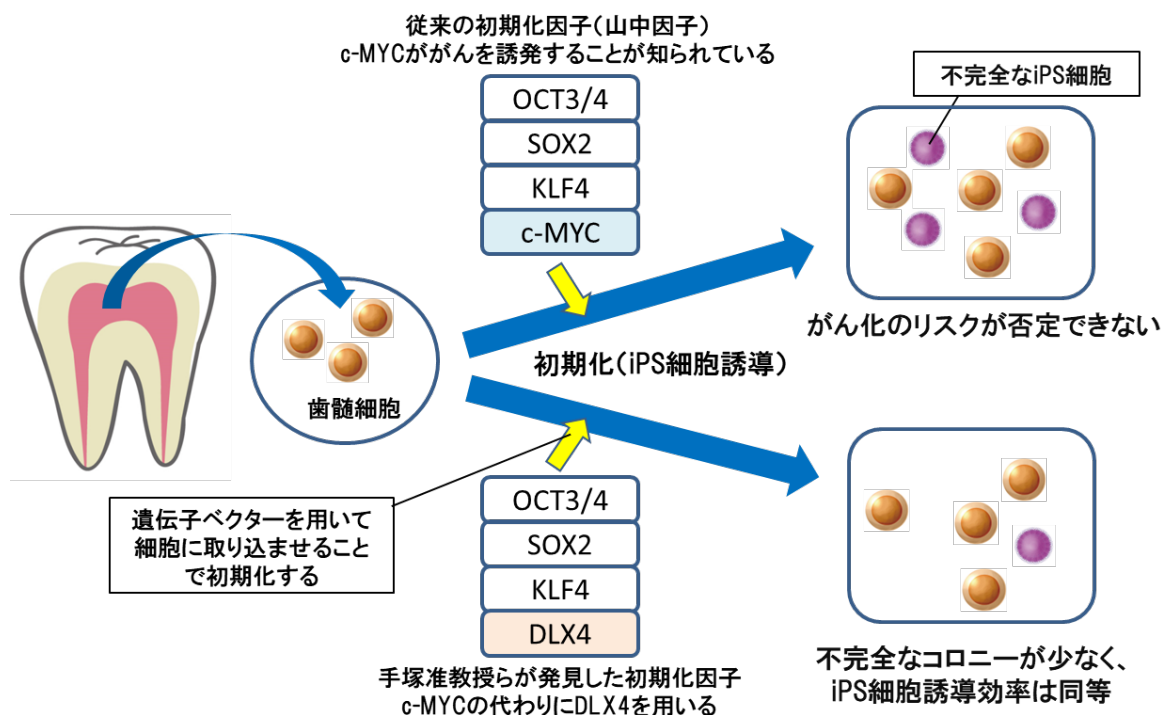 従来の初期化因子(山中因子)
c-MYCががんを誘発することが知られている
OCT3/4
SOX2
KLF4
c-MYC
不完全なiPS細胞
がん化のリスクが否定できない
初期化(iPS細胞誘導)
歯髄細胞
遺伝子ベクターを用いて
細胞に取り込ませること
で初期化する
OCT3/4
SOX2
KLF4
DLX4
手塚准教授らが発見した初期化因子
c-MYCの代わりにDLX4を用いる
不完全なコロニーが少なく、
iPS細胞誘導効率は同等